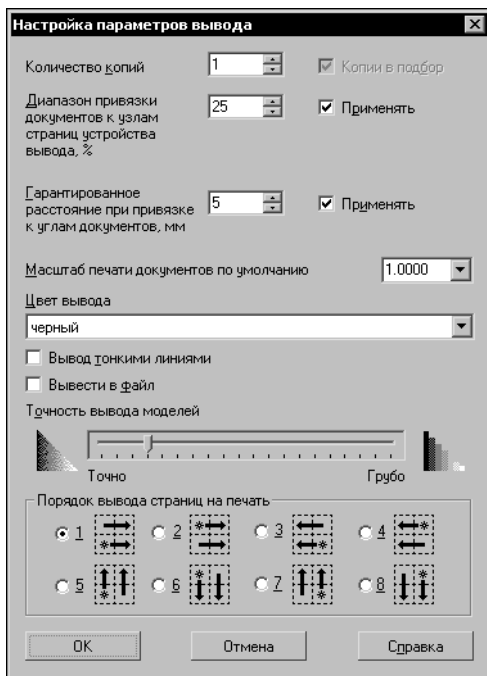 Настройка параметров вывода
Количество копий
1
Копии в подбор
Диапазон привязки
документов к узлам
страниц устройства
вывода, %
25
Применять
Гарантированное
расстояние при привязке
к углам документов, мм
5
Применять
Масштаб печати документов по умолчанию
1.0000
Цвет вывода
черный
Вывод тонкими линиями
Вывести в файл
Точность вывода моделей
Точно
Грубо
Порядок вывода страниц на печать
1 2 3 4
5 6 7 8
OK
Отмена
Справка